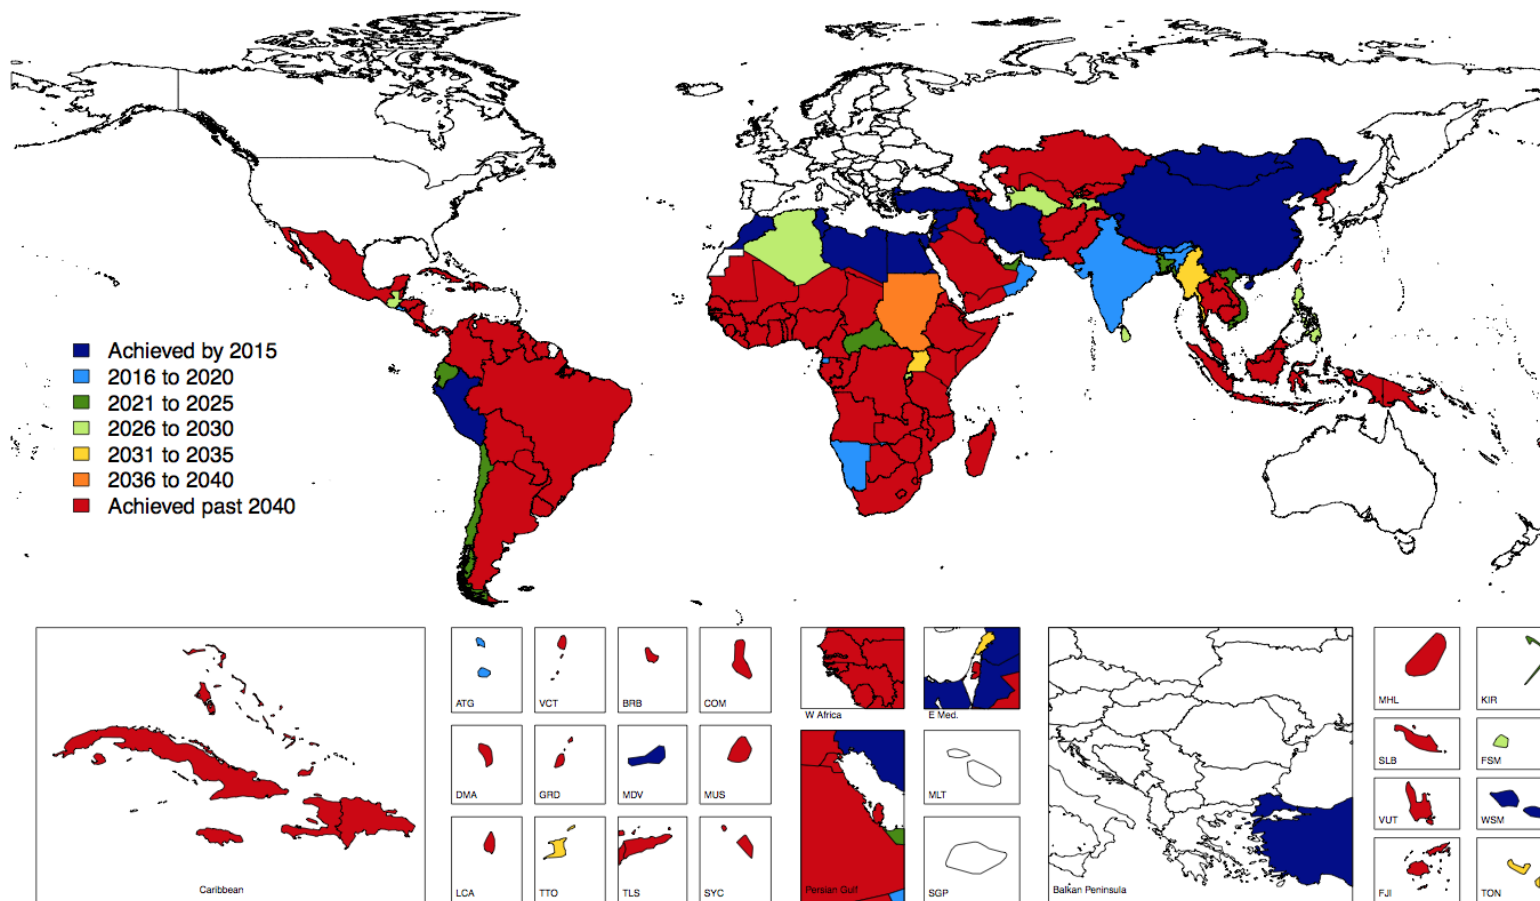 Achieved by 2015
2016 to 2020
2021 to 2025
2026 to 2030
2031 to 2035
2036 to 2040
Achieved past 2040
Caribbean
ATG
VCT
BRB
COM
DMA
GRD
MDV
MUS
LCA
TTO
TLS
SYC
W Africa
E Med.
Persian Gulf
MLT
SGP
Balkan Peninsula
MHL
KIR
SLB
FSM
VUT
WSM
FJI
TON